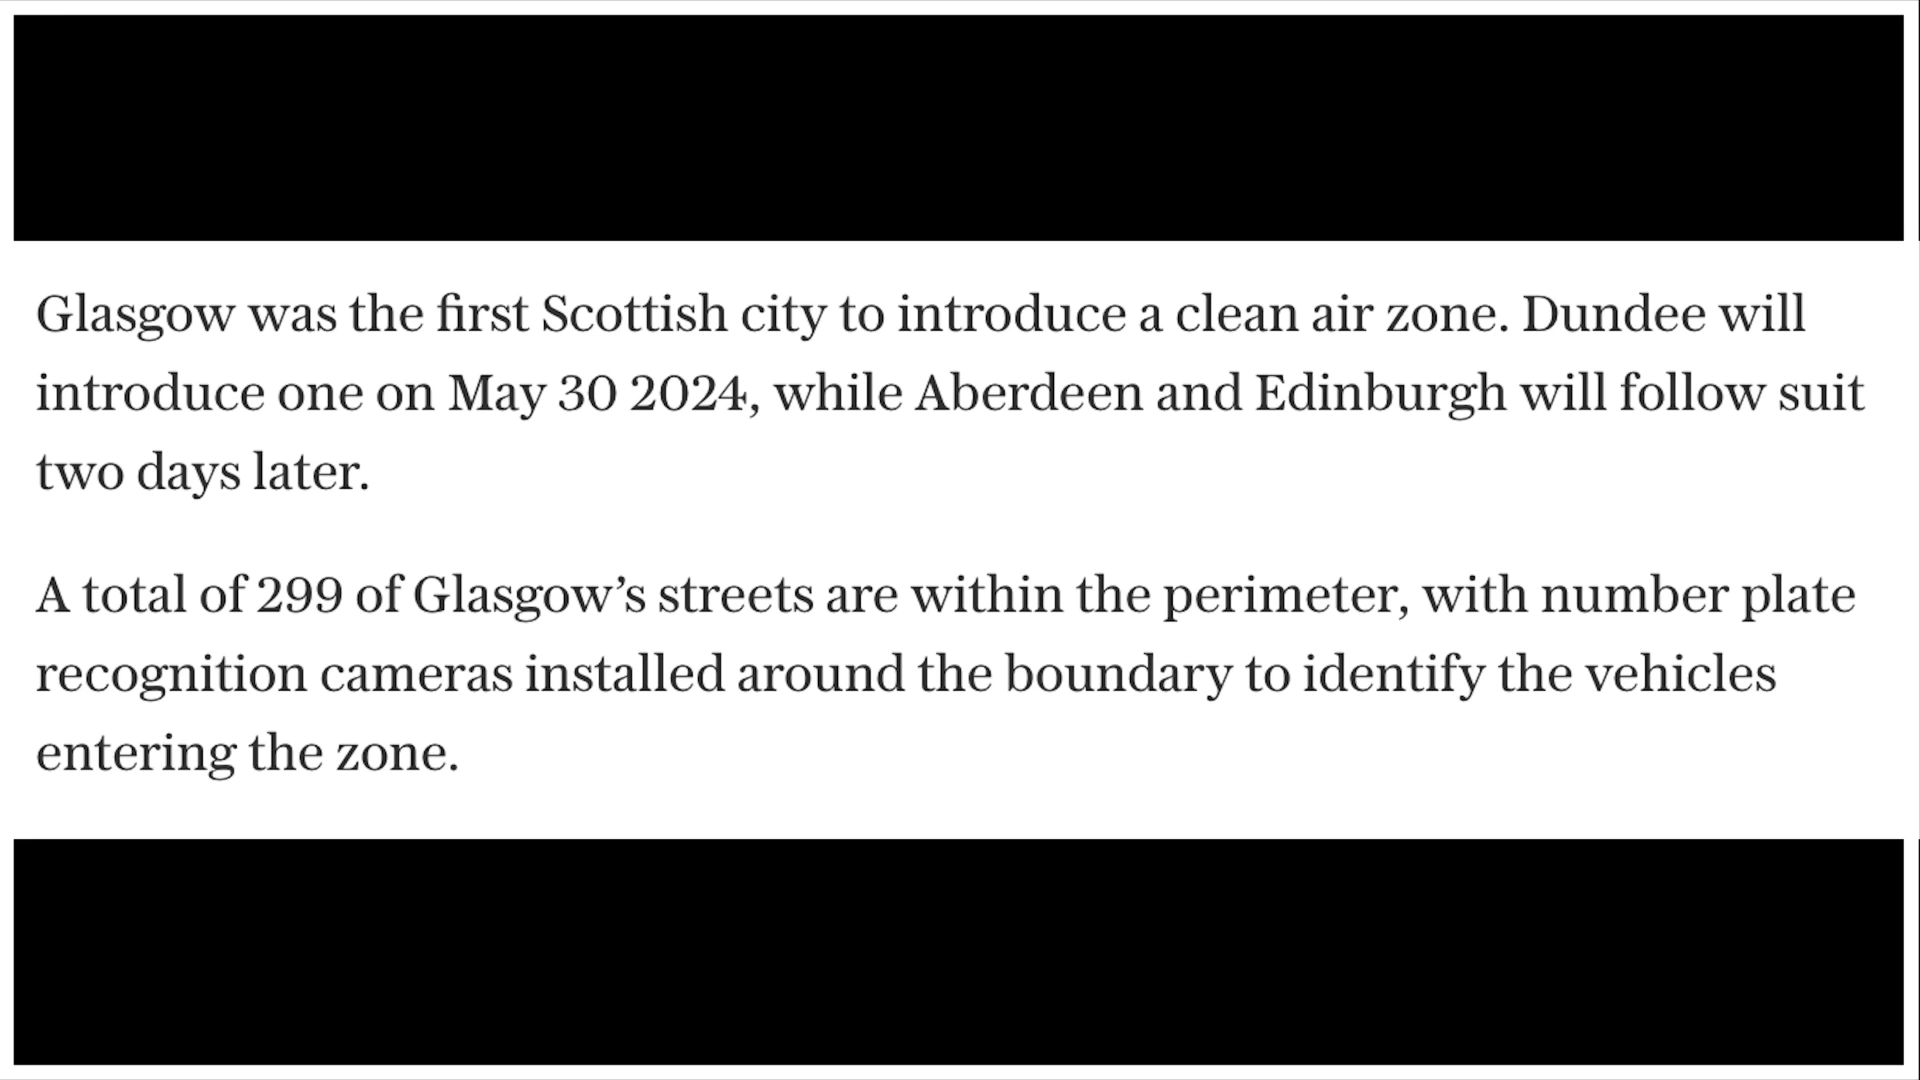 Glasgow was the first Scottish city to introduce a clean air zone. Dundee will
introduce one on May 30 2024, while Aberdeen and Edinburgh will follow suit
two days later.
A total of 299 of Glasgow’s streets are within the perimeter, with number plate
recognition cameras installed around the boundary to identify the vehicles
entering the zone.